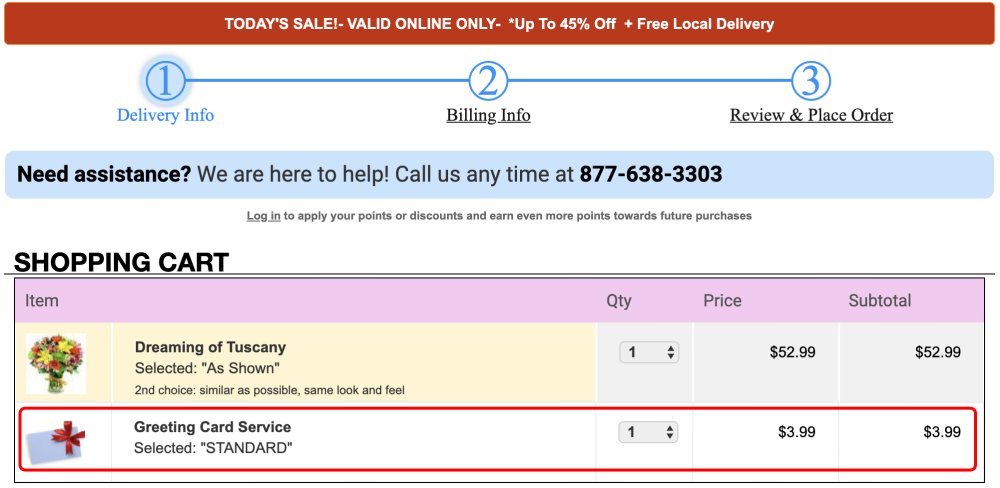 TODAY'S SALE!- VALID ONLINE ONLY- *Up To 45% Off + Free Local Delivery
1 2 3
Delivery Info Billing Info Review & Place Order
Need assistance? We are here to help! Call us any time at 877-638-3303
Log in to apply your points or discounts and earn even more points towards future purchases
SHOPPING CART
Item Qty Price Subtotal
Dreaming of Tuscany
Selected: "As Shown" 1 $52.99 $52.99
2nd choice: similar as possible, same look and feel
Greeting Card Service 1 $3.99 $3.99
Selected: "STANDARD"